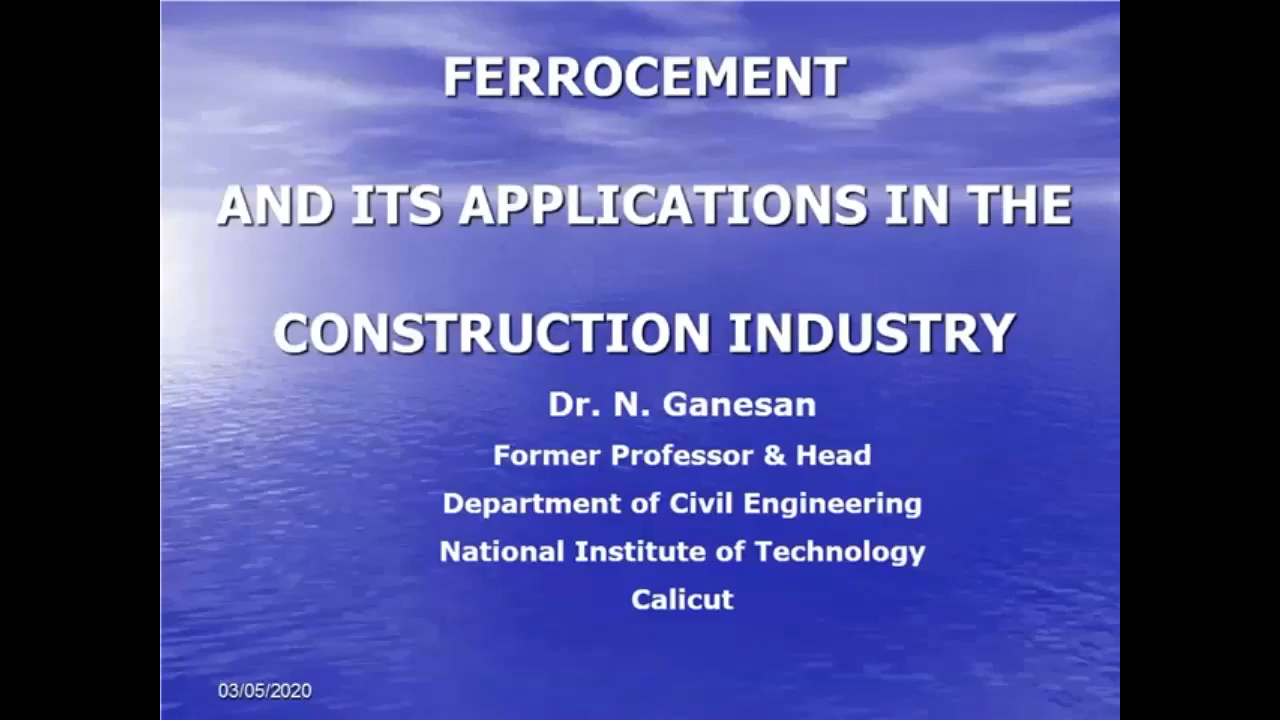 FERROCEMENT
AND ITS APPLICATIONS IN THE
CONSTRUCTION INDUSTRY
Dr. N. Ganesan
Former Professor & Head
Department of Civil Engineering
National Institute of Technology
Calicut
03/05/2020